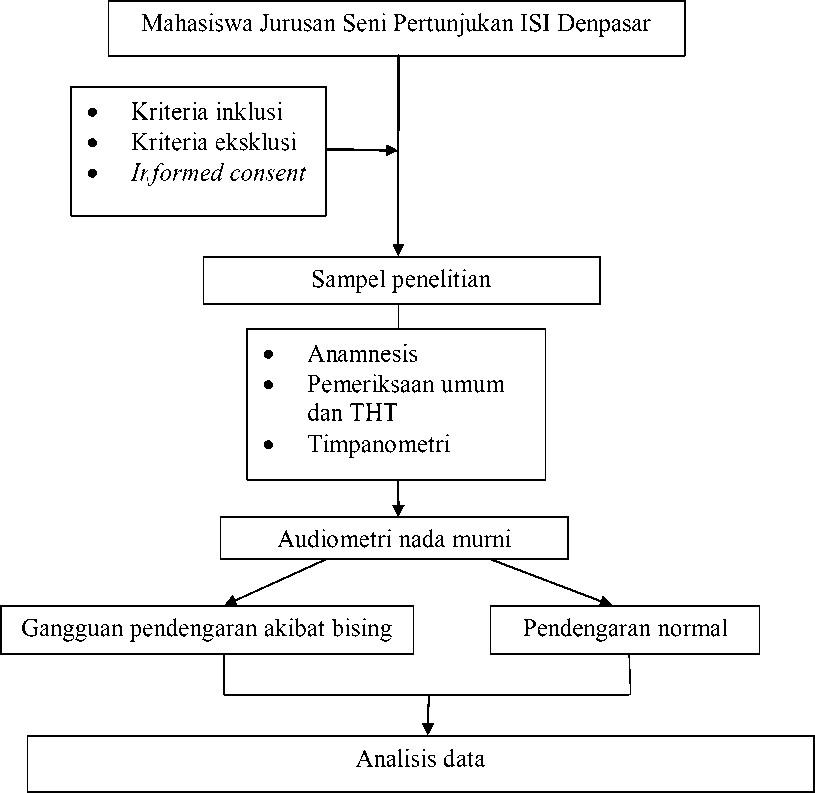 Mahasiswa Jurusan Seni Pertunjukan ISI Denpasar
• Kriteria inklusi
• Kriteria eksklusi
• Informed consent
Sampel penelitian
• Anamnesis
• Pemeriksaan umum
dan THT
• Timpanometri
Audiometri nada murni
Gangguan pendengaran akibat bising
Pendengaran normal
Analisis data